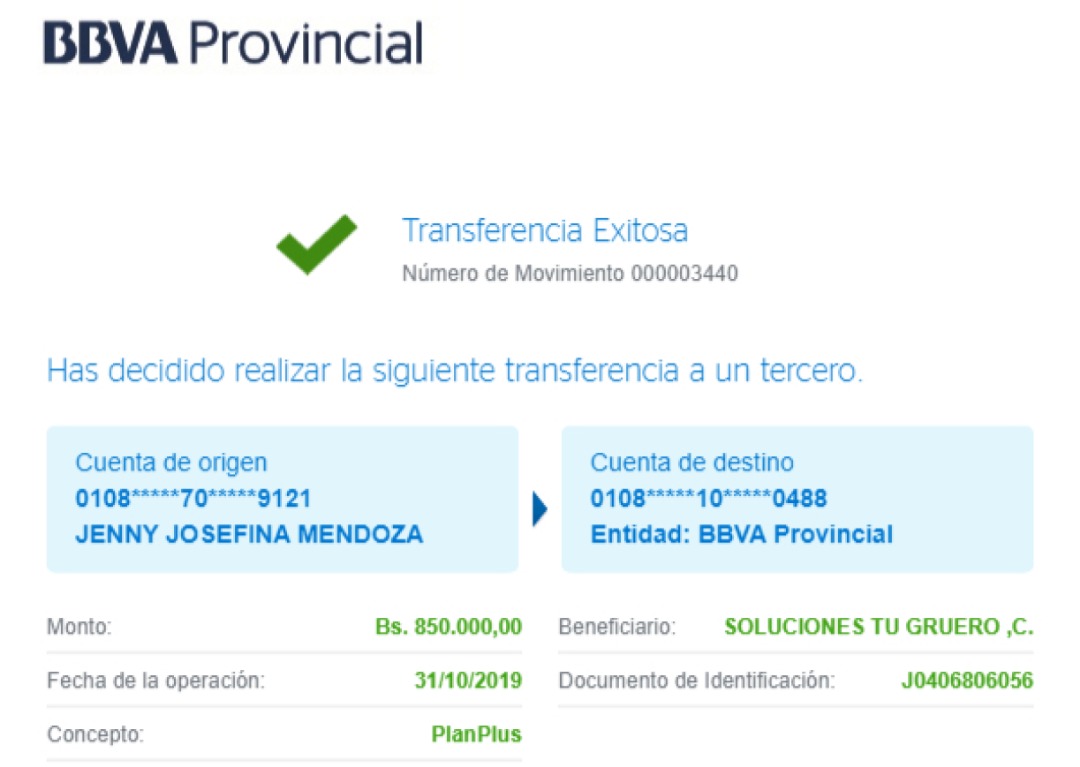 BBVA Provincial
Transferencia Exitosa
Número de Movimiento 000003440
Has decidido realizar la siguiente transferencia a un tercero.
Cuenta de origen
0108*****70*****9121
JENNY JOSEFINA MENDOZA
Cuenta de destino
0108*****10*****0488
Entidad: BBVA Provincial
Monto: Bs. 850.000,00
Fecha de la operación: 31/10/2019
Concepto: PlanPlus
Beneficiario: SOLUCIONES TU GRUERO ,C.
Documento de Identificación: J0406806056